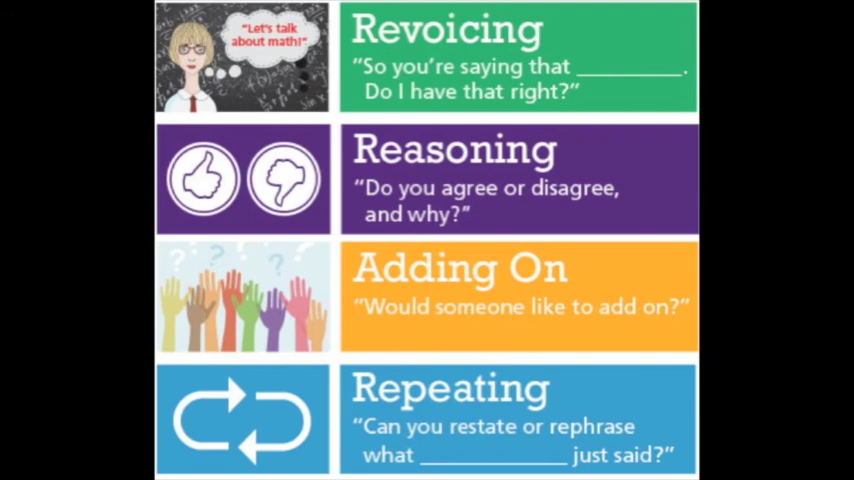 "Let's talk
about math!"
Revoicing
"So you're saying that __________.
Do I have that right?"
Reasoning
"Do you agree or disagree,
and why?"
Adding On
"Would someone like to add on?"
Repeating
"Can you restate or rephrase
what ______________ just said?"